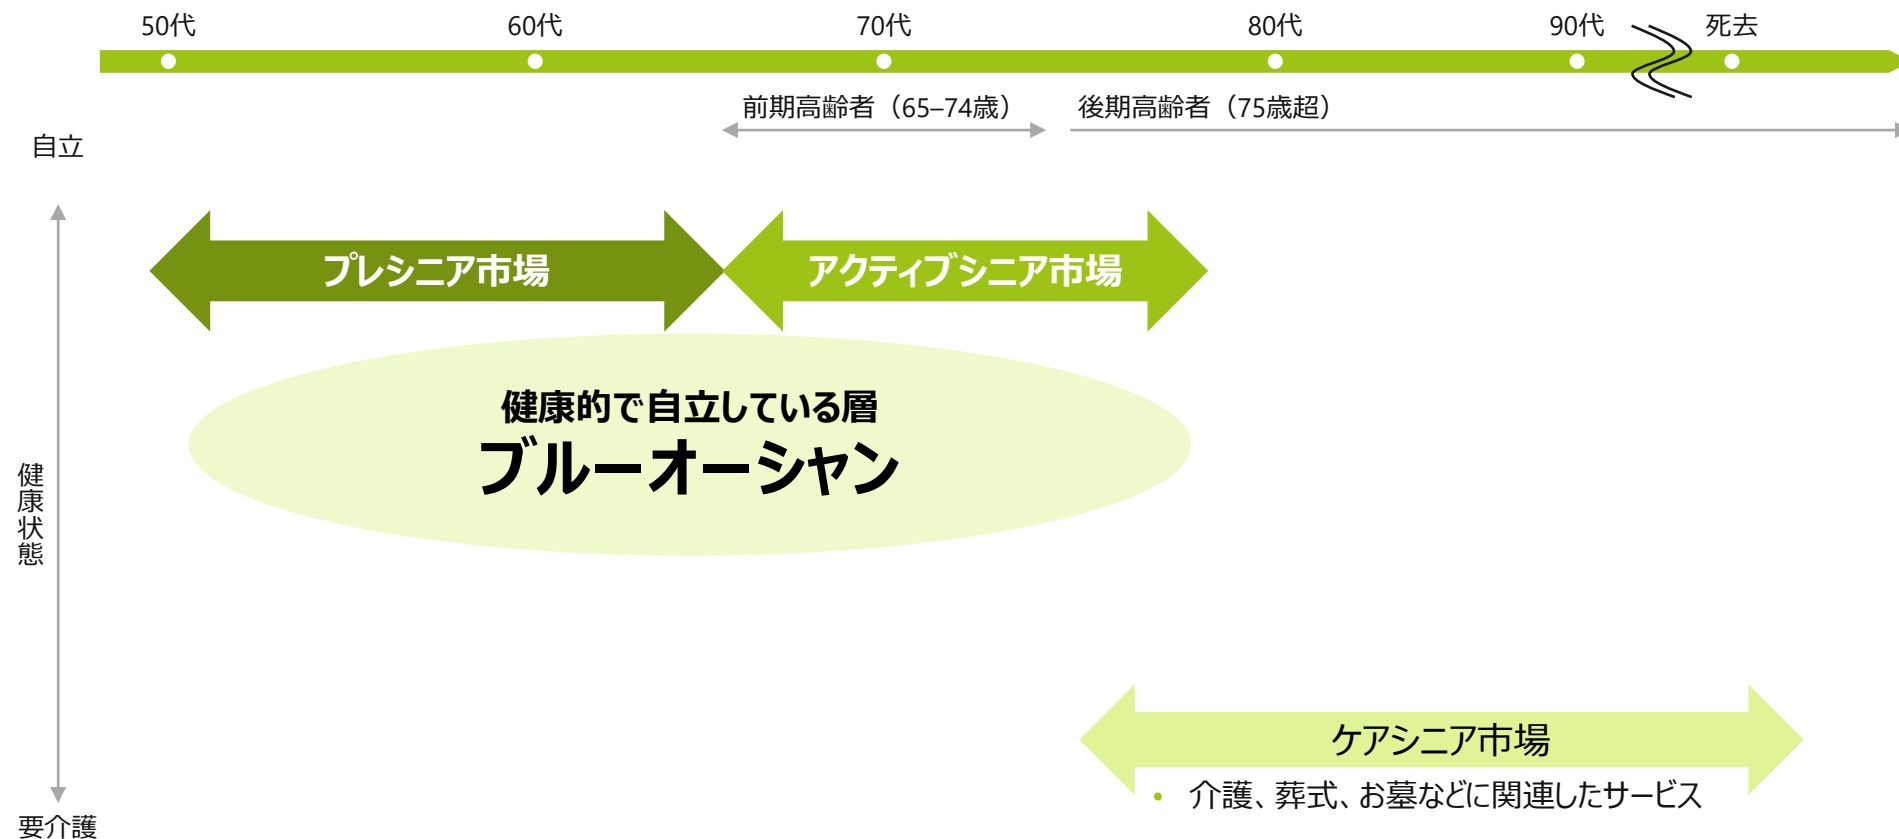 50代
60代
70代
80代
90代
死去
前期高齢者（65–74歳）
後期高齢者（75歳超）
自立
プレシニア市場
アクティブシニア市場
健康的で自立している層
ブルーオーシャン
健康状態
ケアシニア市場
• 介護、葬式、お墓などに関連したサービス
要介護